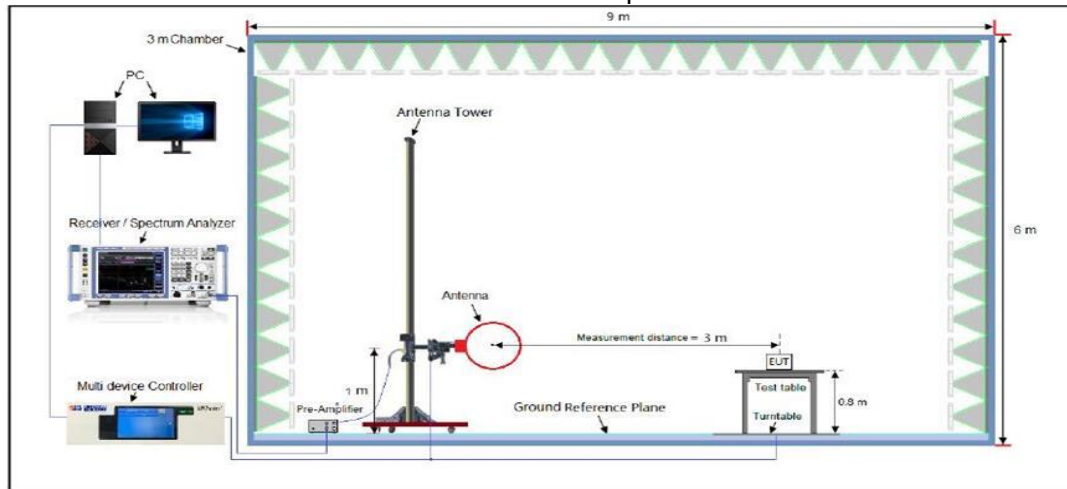 9 m
3 m Chamber
PC
Antenna Tower
Receiver / Spectrum Analyzer
6 m
Antenna
Measurement distance = 3 m
EUT
Multi device Controller
1 m
Test table
0.8 m
Pre-Amplifier
Ground Reference Plane
Turntable